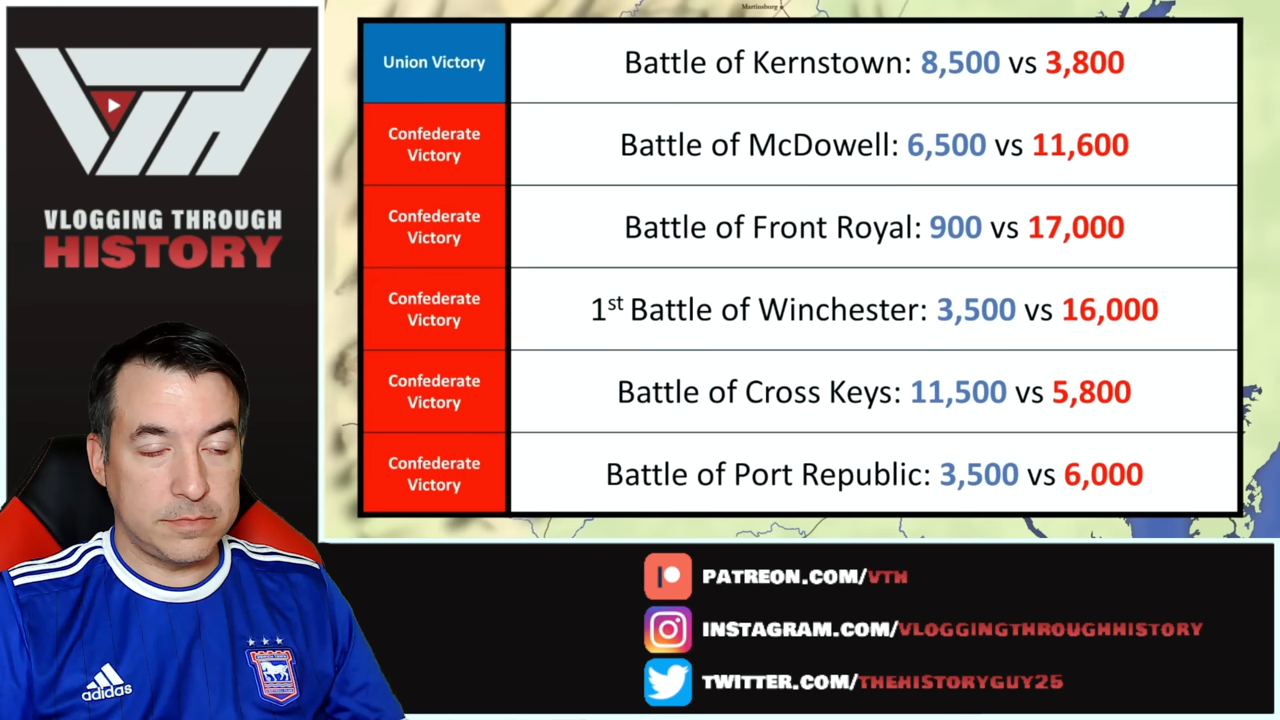 Martinsburg
VLOGGING THROUGH
HISTORY
Union Victory
Battle of Kernstown: 8,500 vs 3,800
Confederate
Victory
Battle of McDowell: 6,500 vs 11,600
Confederate
Victory
Battle of Front Royal: 900 vs 17,000
Confederate
Victory
1st Battle of Winchester: 3,500 vs 16,000
Confederate
Victory
Battle of Cross Keys: 11,500 vs 5,800
Confederate
Victory
Battle of Port Republic: 3,500 vs 6,000
adidas
PATREON.COM/VTH
INSTAGRAM.COM/VLOGGINGTHROUGHHISTORY
TWITTER.COM/THEHISTORYGUY25